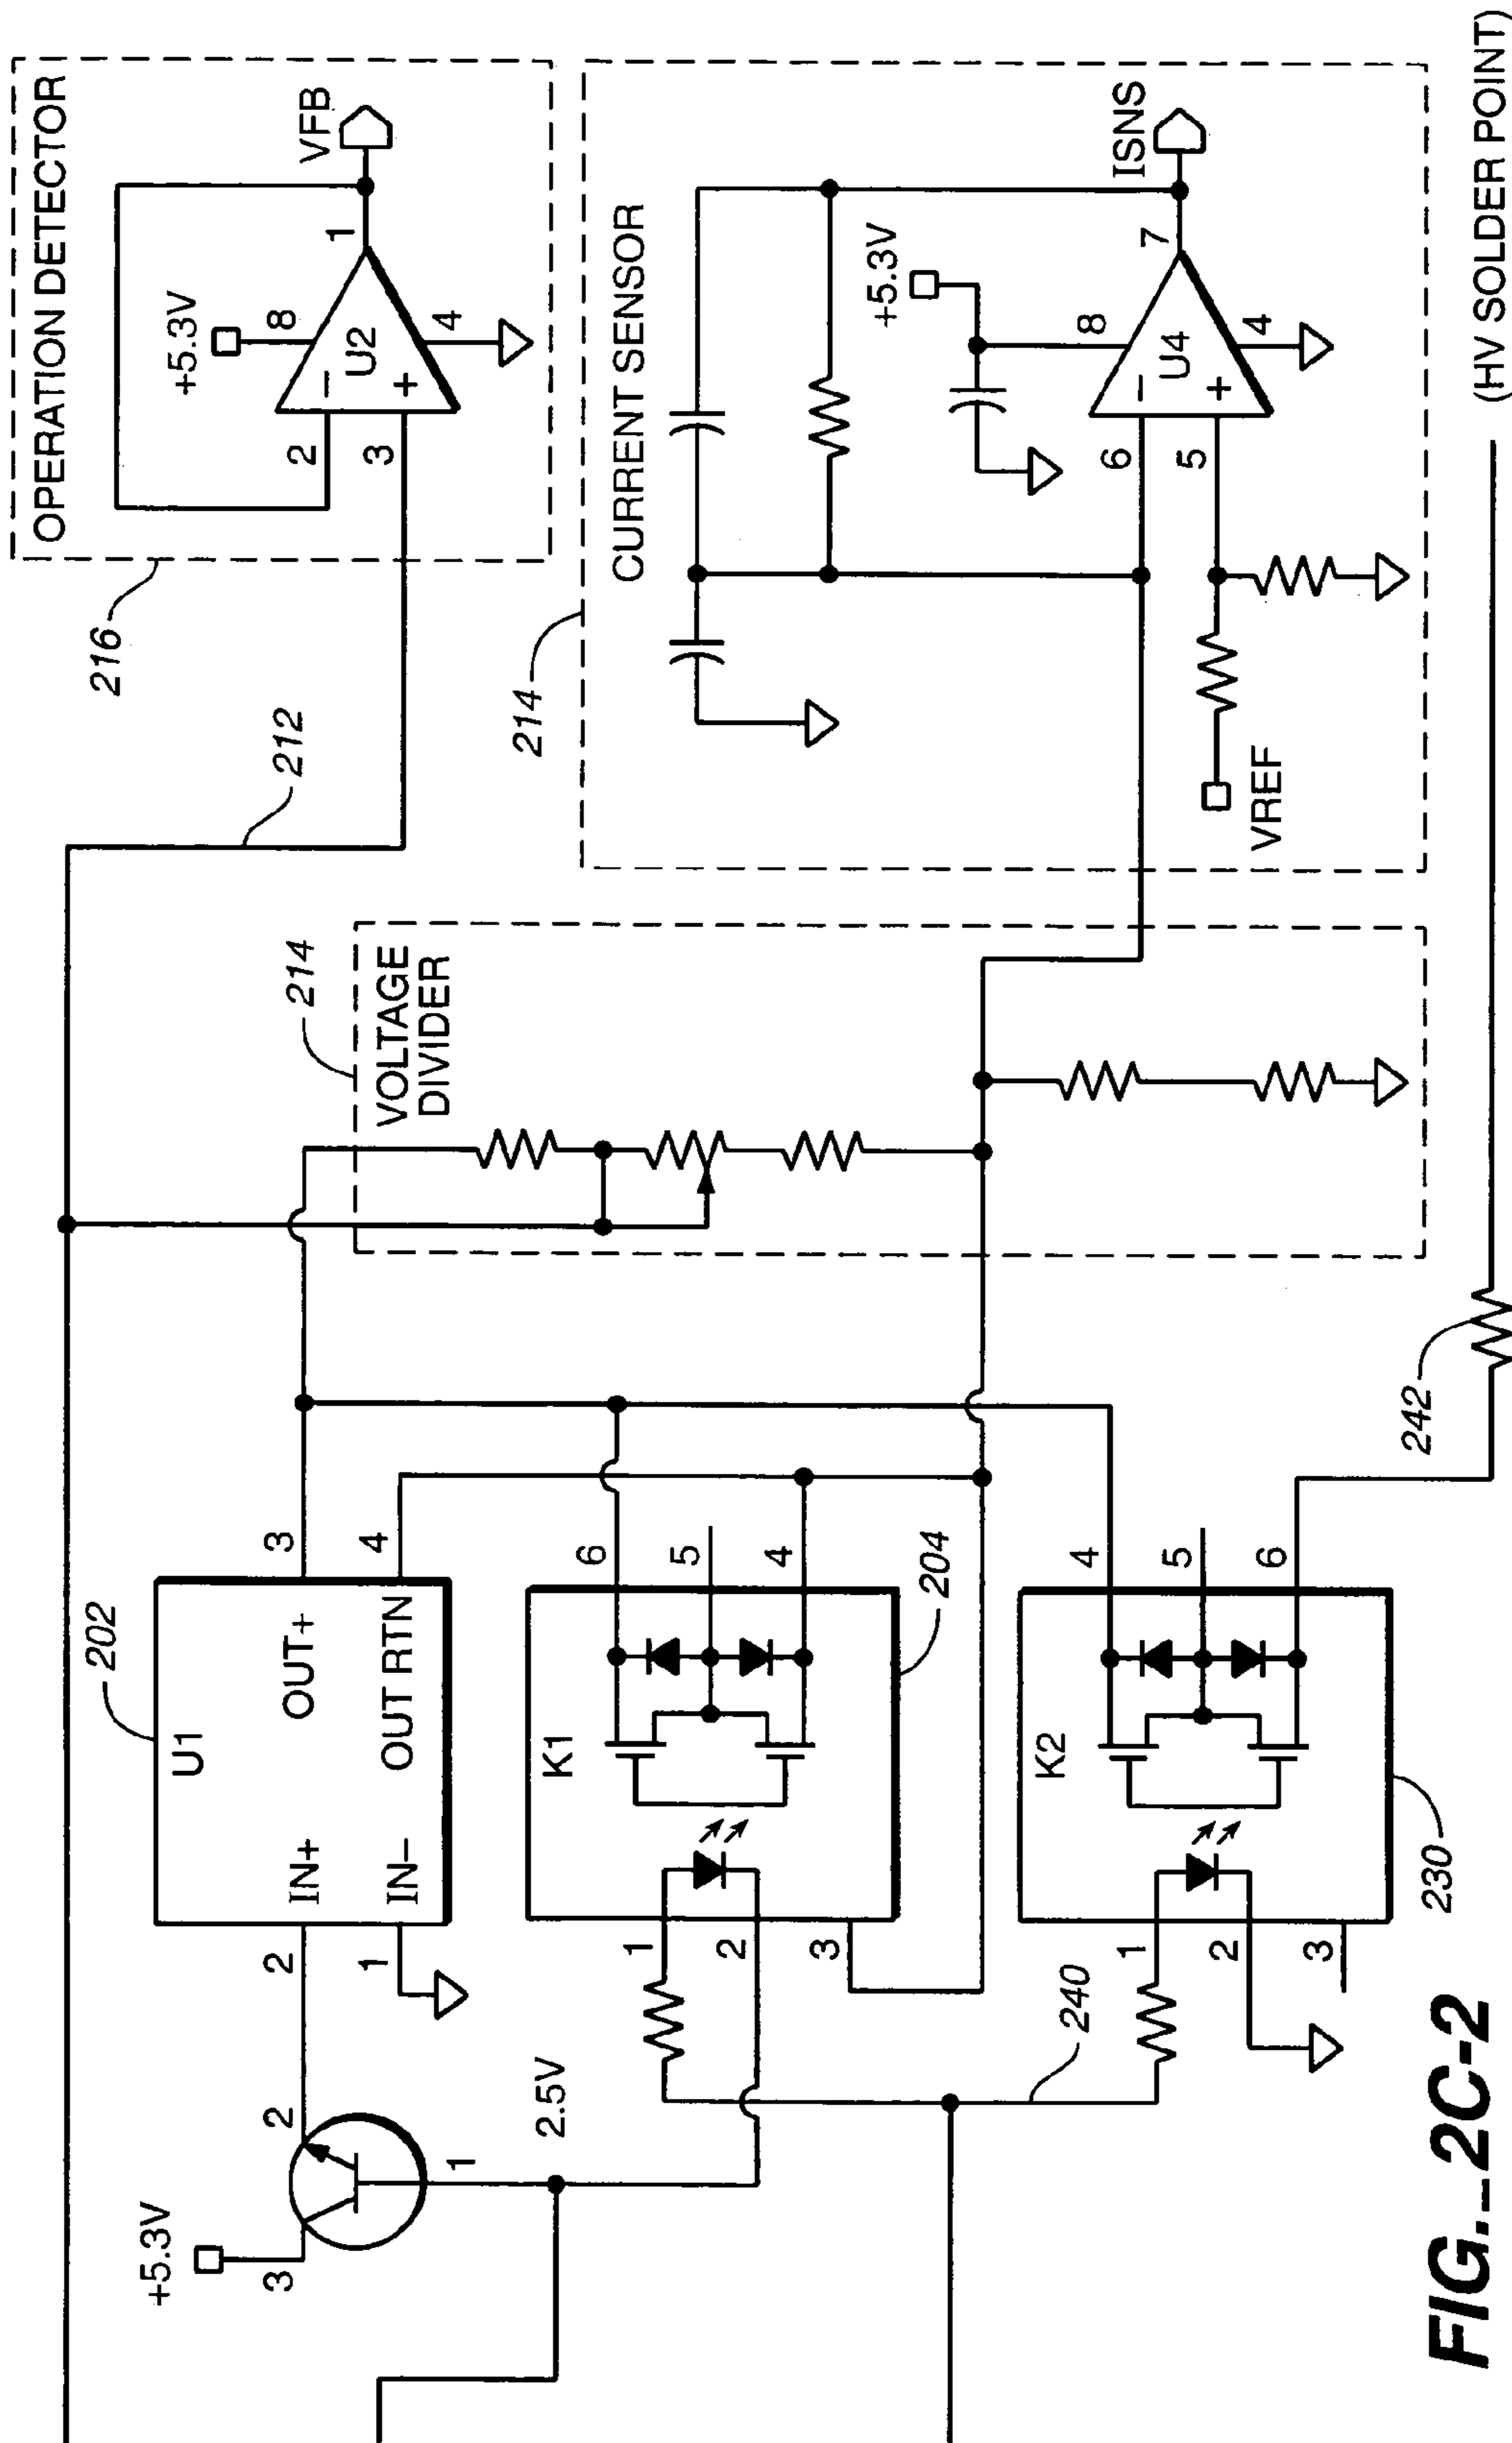 OPERATION DETECTOR
+5.3V
8
VFB
1
2
U2
−
+
3
4
216
212
CURRENT SENSOR
+5.3V
8
ISNS
7
6
U4
−
+
5
4
214
VREF
214
VOLTAGE
DIVIDER
(HV SOLDER POINT)
242
202
U1
IN+
OUT+
IN−
OUT RTN
2
1
3
4
+5.3V
3
2
1
2.5V
K1
1
2
3
6
5
4
204
K2
1
2
3
4
5
6
230
240
FIG._2C-2